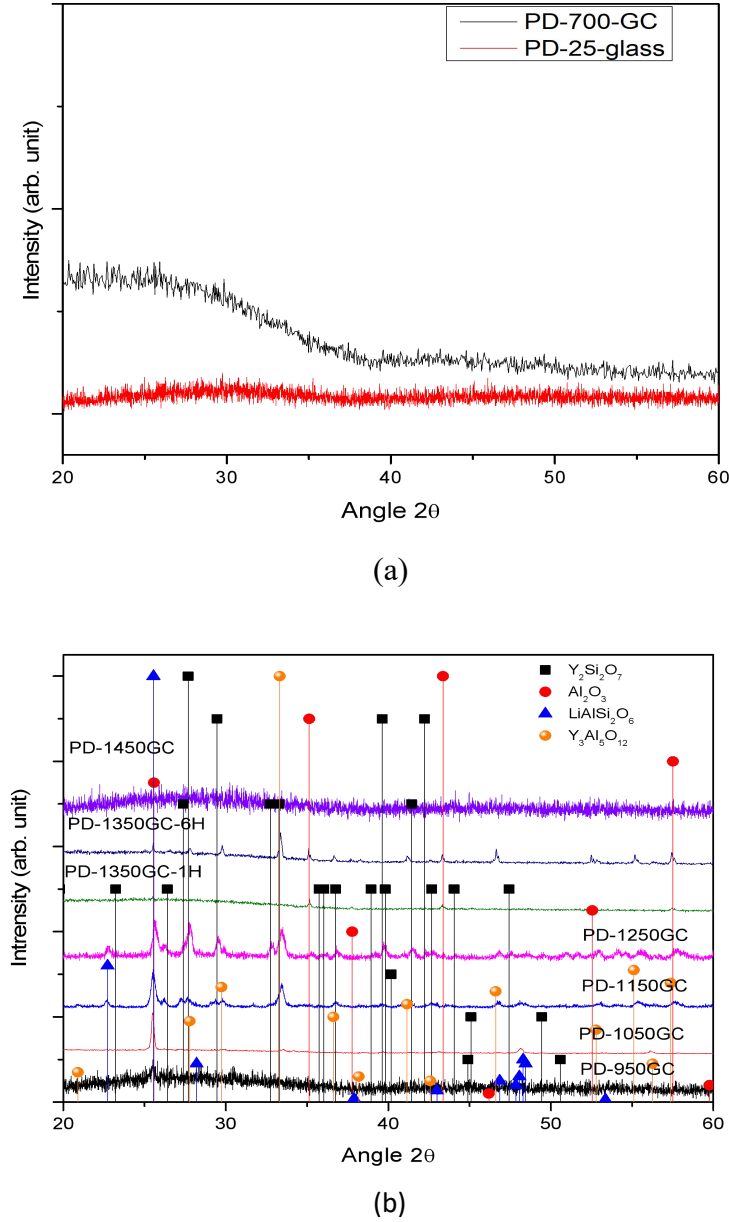 PD-700-GC
PD-25-glass
Intensity (arb. unit)
20 30 40 50 60
Angle 2θ
(a)
Y₂Si₂O₇
Al₂O₃
LiAlSi₂O₆
Y₃Al₅O₁₂
PD-1450GC
PD-1350GC-6H
PD-1350GC-1H
PD-1250GC
PD-1150GC
PD-1050GC
PD-950GC
Intrensity (arb. unit)
20 30 40 50 60
Angle 2θ
(b)